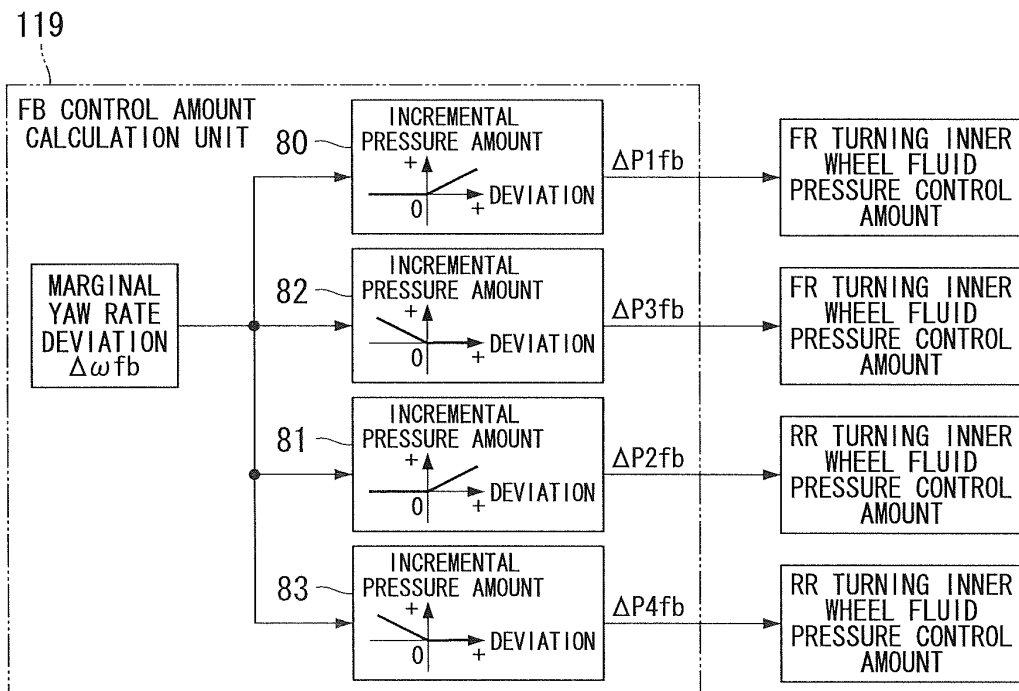 119
FB CONTROL AMOUNT
CALCULATION UNIT
MARGINAL
YAW RATE
DEVIATION
Δωfb
80
INCREMENTAL
PRESSURE AMOUNT
+
DEVIATION
0
+
ΔP1fb
FR TURNING INNER
WHEEL FLUID
PRESSURE CONTROL
AMOUNT
82
INCREMENTAL
PRESSURE AMOUNT
+
DEVIATION
0
+
ΔP3fb
FR TURNING INNER
WHEEL FLUID
PRESSURE CONTROL
AMOUNT
81
INCREMENTAL
PRESSURE AMOUNT
+
DEVIATION
0
+
ΔP2fb
RR TURNING INNER
WHEEL FLUID
PRESSURE CONTROL
AMOUNT
83
INCREMENTAL
PRESSURE AMOUNT
+
DEVIATION
0
+
ΔP4fb
RR TURNING INNER
WHEEL FLUID
PRESSURE CONTROL
AMOUNT